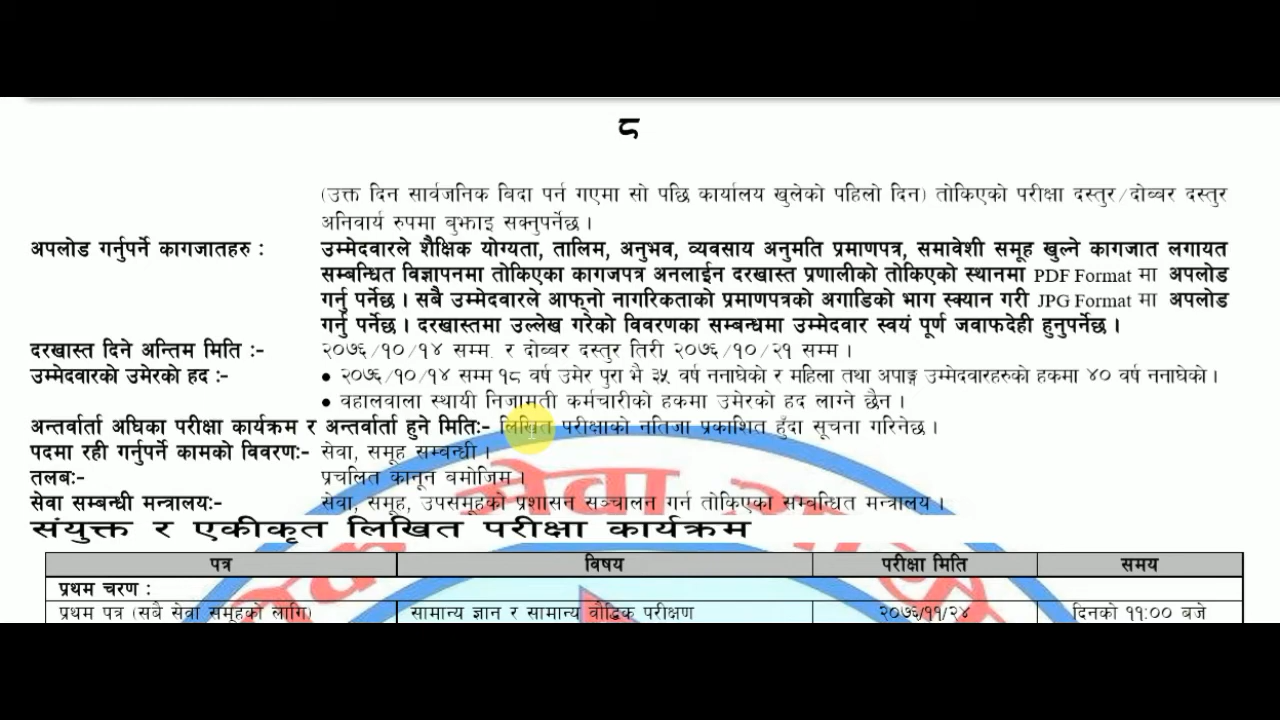 ८
(उक्त दिन सार्वजनिक बिदा पर्न गएमा सो पछि कार्यालय खुलेको पहिलो दिन) तोकिएको परीक्षा दस्तुर/दोब्बर दस्तुर
अनिवार्य रुपमा बुझाइ सक्नुपर्नेछ ।
अपलोड गर्नुपर्ने कागजातहरु : उम्मेदवारले शैक्षिक योग्यता, तालिम, अनुभव, व्यवसाय अनुमति प्रमाणपत्र, समावेशी समूह खुल्ने कागजात लगायत
सम्बन्धित विज्ञापनमा तोकिएका कागजपत्र अनलाईन दरखास्त प्रणालीको तोकिएको स्थानमा PDF Format मा अपलोड
गर्नु पर्नेछ । सबै उम्मेदवारले आफ्नो नागरिकताको प्रमाणपत्रको अगाडिको भाग स्क्यान गरी JPG Format मा अपलोड
गर्नु पर्नेछ । दरखास्तमा उल्लेख गरेको विवरणका सम्बन्धमा उम्मेदवार स्वयं पूर्ण जवाफदेही हुनुपर्नेछ ।
दरखास्त दिने अन्तिम मिति :- २०७६/१०/१४ सम्म. र दोब्बर दस्तुर तिरी २०७६/१०/२१ सम्म ।
उम्मेदवारको उमेरको हद :- ● २०७६/१०/१४ सम्म १८ वर्ष उमेर पुरा भै ३५ वर्ष ननाघेको र महिला तथा अपाङ्ग उम्मेदवारहरुको हकमा ४० वर्ष ननाघेको ।
● वहालवाला स्थायी निजामती कर्मचारीको हकमा उमेरको हद लाग्ने छैन ।
अन्तर्वार्ता अघिका परीक्षा कार्यक्रम र अन्तर्वार्ता हुने मितिः- लिखित परीक्षाको नतिजा प्रकाशित हुँदा सूचना गरिनेछ ।
पदमा रही गर्नुपर्ने कामको विवरणः- सेवा, समूह सम्बन्धी ।
तलबः- प्रचलित कानून वमोजिम ।
सेवा सम्बन्धी मन्त्रालयः- सेवा, समूह, उपसमूहको प्रशासन सञ्चालन गर्न तोकिएका सम्बन्धित मन्त्रालय ।
संयुक्त र एकीकृत लिखित परीक्षा कार्यक्रम
पत्र विषय परीक्षा मिति समय
प्रथम चरण :
प्रथम पत्र (सबै सेवा समूहको लागि) सामान्य ज्ञान र सामान्य वौद्धिक परीक्षण २०७६/११/२४ दिनको ११:०० बजे